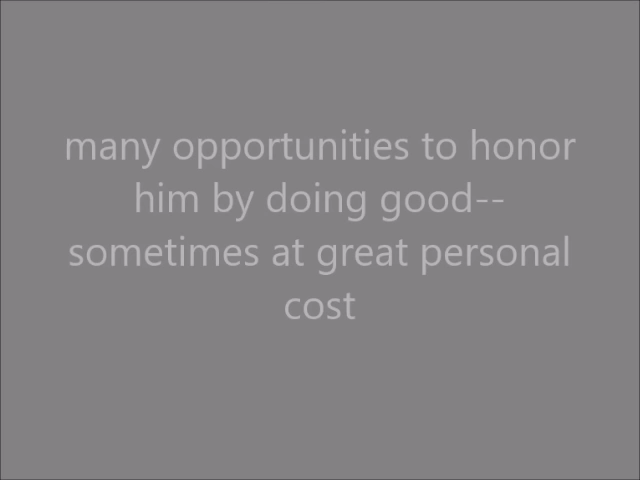 many opportunities to honor
him by doing good--
sometimes at great personal
cost